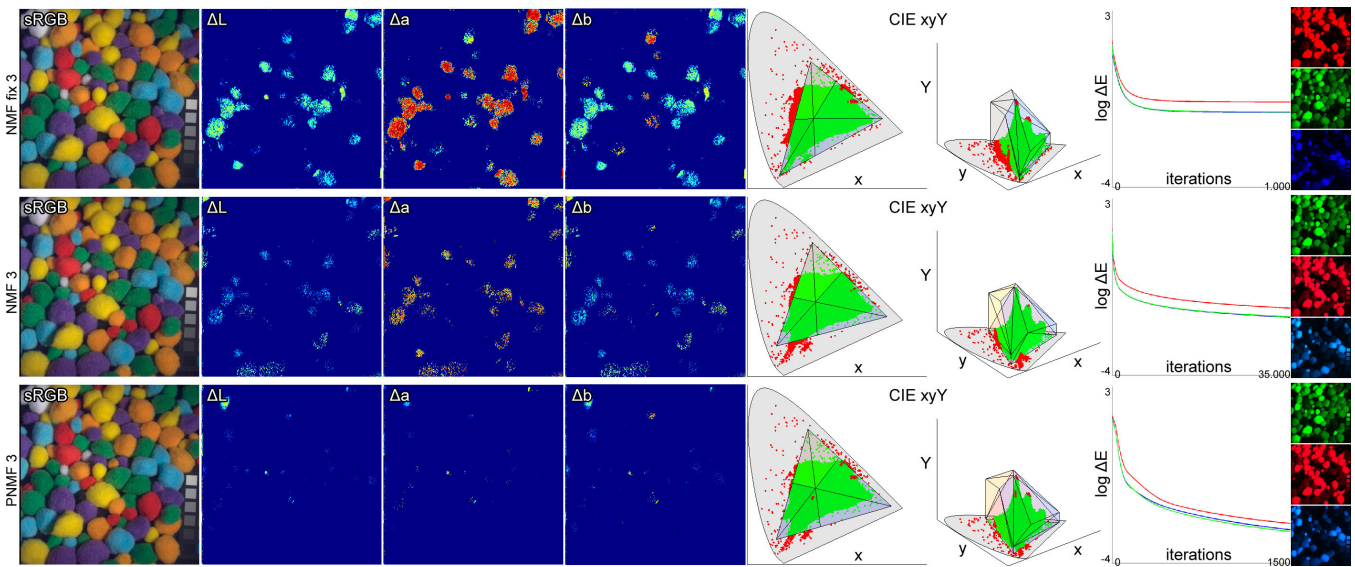 NMF fix 3
sRGB ΔL Δa Δb CIE xyY
x Y y x
3
log ΔE
-4 0 iterations 1.000
NMF 3
sRGB ΔL Δa Δb CIE xyY
x Y y x
3
log ΔE
-4 0 iterations 35.000
PNMF 3
sRGB ΔL Δa Δb CIE xyY
x Y y x
3
log ΔE
-4 0 iterations 1500